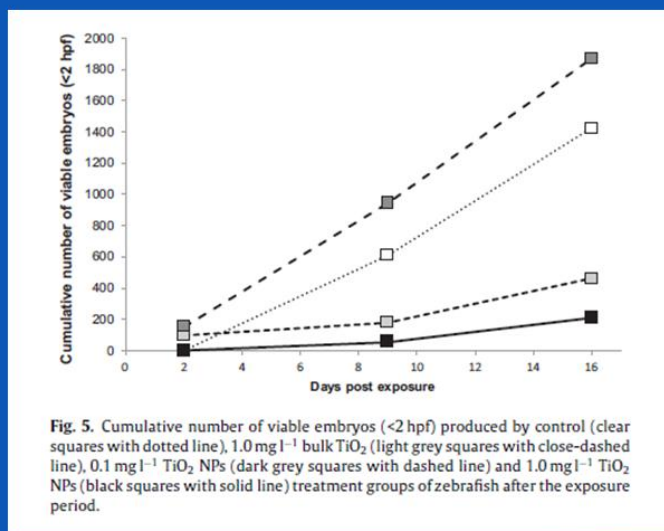 Cumulative number of viable embryos (<2 hpf)
2000
1800
1600
1400
1200
1000
800
600
400
200
0
0 2 4 6 8 10 12 14 16
Days post exposure
Fig. 5. Cumulative number of viable embryos (<2 hpf) produced by control (clear
squares with dotted line), 1.0 mg l⁻¹ bulk TiO₂ (light grey squares with close-dashed
line), 0.1 mg l⁻¹ TiO₂ NPs (dark grey squares with dashed line) and 1.0 mg l⁻¹ TiO₂
NPs (black squares with solid line) treatment groups of zebrafish after the exposure
period.